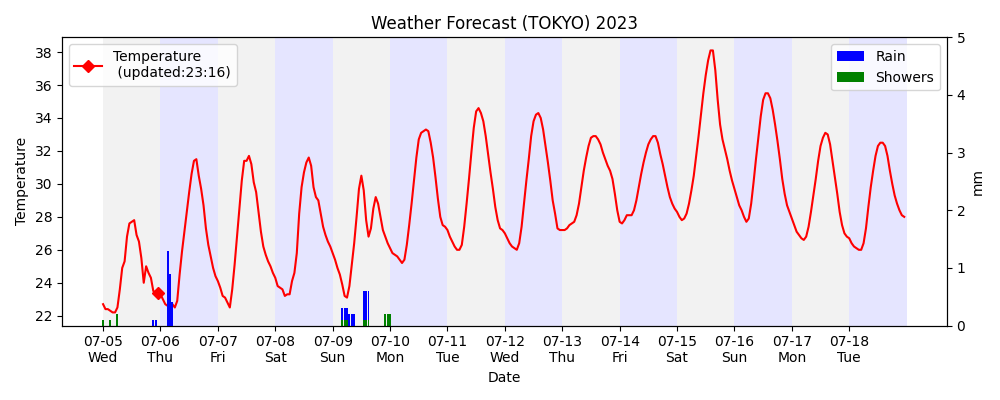 Weather Forecast (TOKYO) 2023
Temperature
(updated:23:16)
Rain
Showers
Temperature
38
36
34
32
30
28
26
24
22
5
4
3
2
1
0
mm
07-05 07-06 07-07 07-08 07-09 07-10 07-11 07-12 07-13 07-14 07-15 07-16 07-17 07-18
Wed Thu Fri Sat Sun Mon Tue Wed Thu Fri Sat Sun Mon Tue
Date